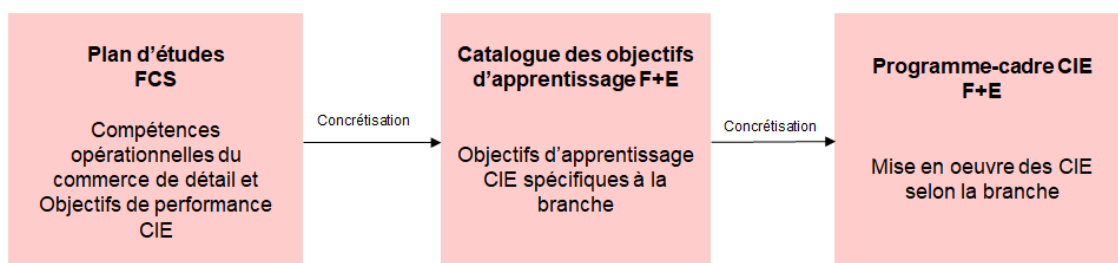 Plan d'études
FCS
Compétences
opérationnelles du
commerce de détail et
Objectifs de performance
CIE
Concrétisation
Catalogue des objectifs
d'apprentissage F+E
Objectifs d'apprentissage
CIE spécifiques à la
branche
Concrétisation
Programme-cadre CIE
F+E
Mise en oeuvre des CIE
selon la branche